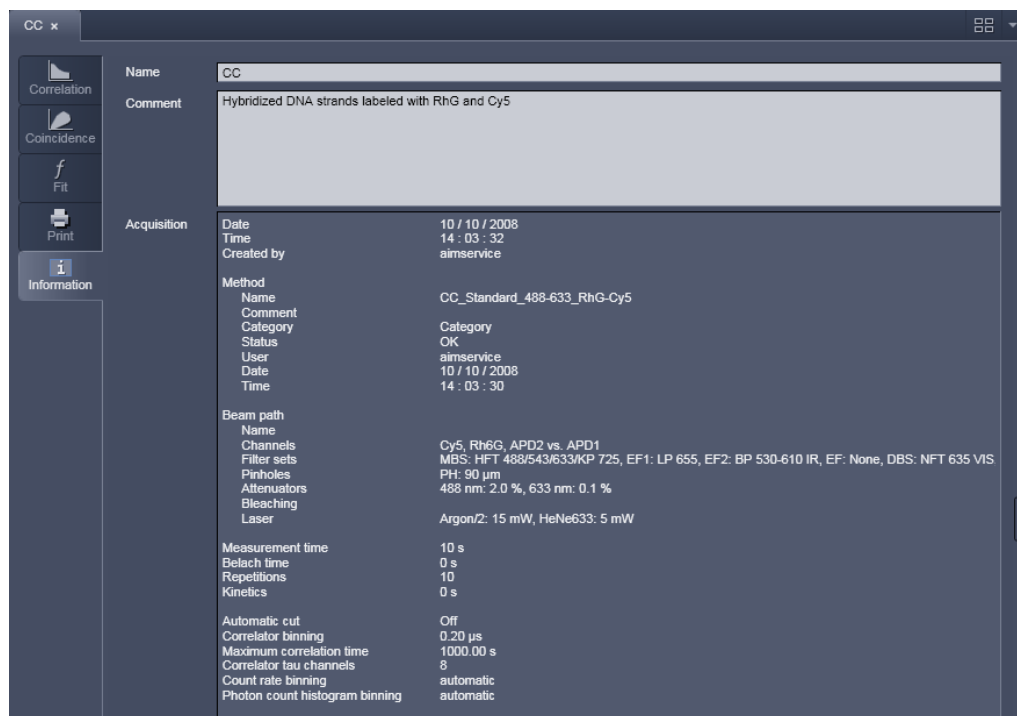 CC ×
Correlation
Coincidence
f
Fit
Print
i
Information
Name CC
Comment Hybridized DNA strands labeled with RhG and Cy5
Acquisition
Date 10 / 10 / 2008
Time 14 : 03 : 32
Created by aimservice
Method
Name CC_Standard_488-633_RhG-Cy5
Comment
Category Category
Status OK
User aimservice
Date 10 / 10 / 2008
Time 14 : 03 : 30
Beam path
Name
Channels Cy5, Rh6G, APD2 vs. APD1
Filter sets MBS: HFT 488/543/633/KP 725, EF1: LP 655, EF2: BP 530-610 IR, EF: None, DBS: NFT 635 VIS
Pinholes PH: 90 µm
Attenuators 488 nm: 2.0 %, 633 nm: 0.1 %
Bleaching
Laser Argon/2: 15 mW, HeNe633: 5 mW
Measurement time 10 s
Belach time 0 s
Repetitions 10
Kinetics 0 s
Automatic cut Off
Correlator binning 0.20 µs
Maximum correlation time 1000.00 s
Correlator tau channels 8
Count rate binning automatic
Photon count histogram binning automatic